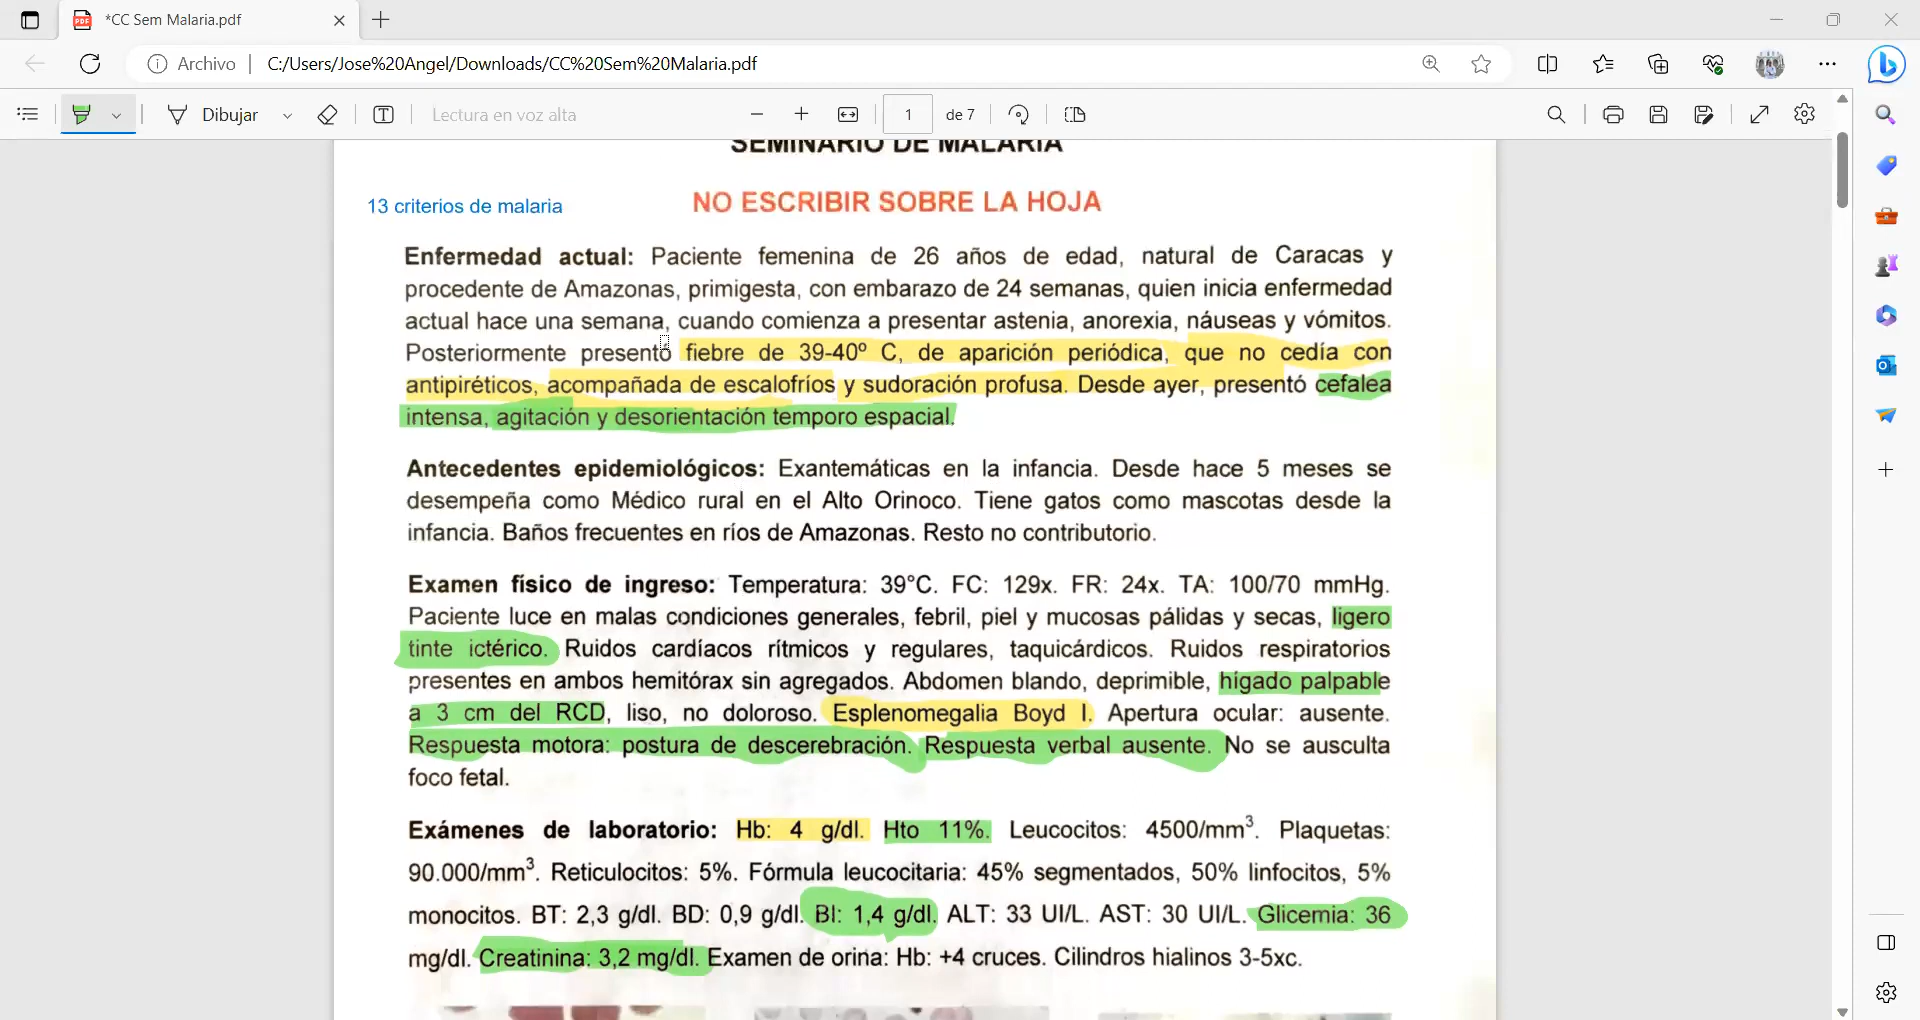 *CC Sem Malaria.pdf
Archivo C:/Users/Jose%20Angel/Downloads/CC%20Sem%20Malaria.pdf
Dibujar Lectura en voz alta 1 de 7
SEMINARIO DE MALARIA
13 criterios de malaria
NO ESCRIBIR SOBRE LA HOJA
Enfermedad actual: Paciente femenina de 26 años de edad, natural de Caracas y
procedente de Amazonas, primigesta, con embarazo de 24 semanas, quien inicia enfermedad
actual hace una semana, cuando comienza a presentar astenia, anorexia, náuseas y vómitos.
Posteriormente presentó fiebre de 39-40º C, de aparición periódica, que no cedía con
antipiréticos, acompañada de escalofríos y sudoración profusa. Desde ayer, presentó cefalea
intensa, agitación y desorientación temporo espacial.
Antecedentes epidemiológicos: Exantemáticas en la infancia. Desde hace 5 meses se
desempeña como Médico rural en el Alto Orinoco. Tiene gatos como mascotas desde la
infancia. Baños frecuentes en ríos de Amazonas. Resto no contributorio.
Examen físico de ingreso: Temperatura: 39°C. FC: 129x. FR: 24x. TA: 100/70 mmHg.
Paciente luce en malas condiciones generales, febril, piel y mucosas pálidas y secas, ligero
tinte ictérico. Ruidos cardíacos rítmicos y regulares, taquicárdicos. Ruidos respiratorios
presentes en ambos hemitórax sin agregados. Abdomen blando, deprimible, hígado palpable
a 3 cm del RCD, liso, no doloroso. Esplenomegalia Boyd I. Apertura ocular: ausente.
Respuesta motora: postura de descerebración. Respuesta verbal ausente. No se ausculta
foco fetal.
Exámenes de laboratorio: Hb: 4 g/dl. Hto 11%. Leucocitos: 4500/mm³. Plaquetas:
90.000/mm³. Reticulocitos: 5%. Fórmula leucocitaria: 45% segmentados, 50% linfocitos, 5%
monocitos. BT: 2,3 g/dl. BD: 0,9 g/dl. BI: 1,4 g/dl. ALT: 33 UI/L. AST: 30 UI/L. Glicemia: 36
mg/dl. Creatinina: 3,2 mg/dl. Examen de orina: Hb: +4 cruces. Cilindros hialinos 3-5xc.